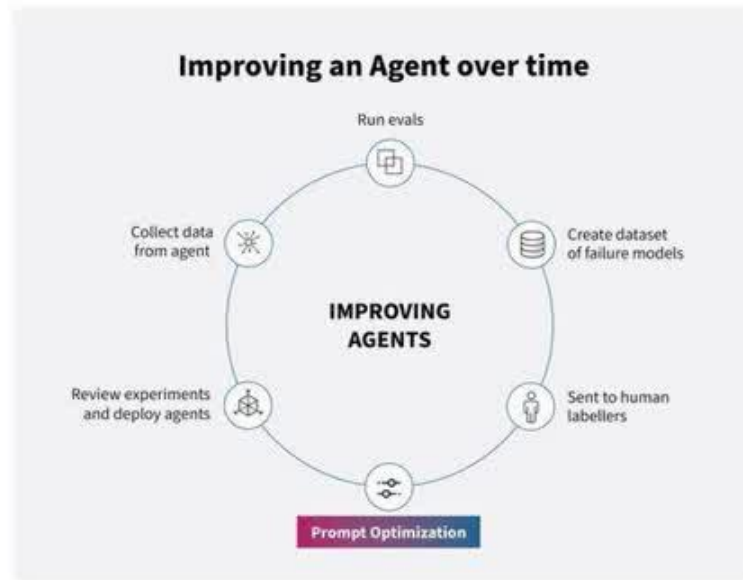 Improving an Agent over time
Run evals
Collect data
from agent
Create dataset
of failure models
IMPROVING
AGENTS
Review experiments
and deploy agents
Sent to human
labellers
Prompt Optimization